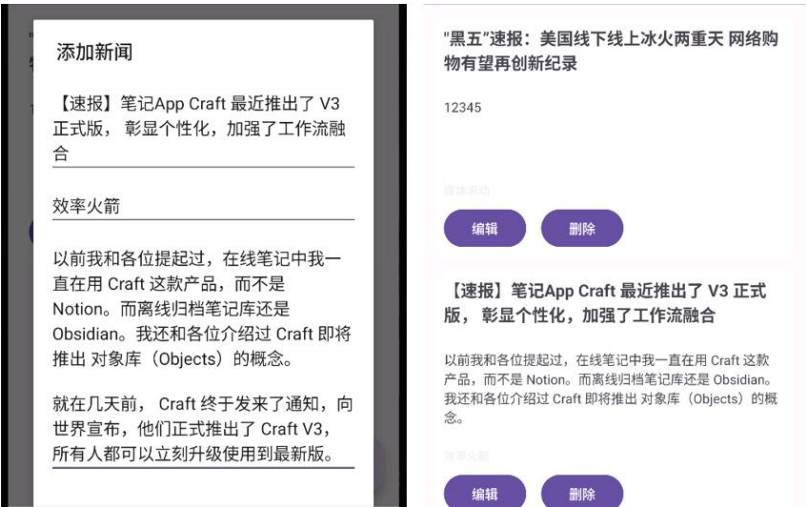 添加新闻
【速报】笔记App Craft 最近推出了 V3
正式版， 彰显个性化，加强了工作流融
合
效率火箭
以前我和各位提起过，在线笔记中我一
直在用 Craft 这款产品，而不是
Notion。而离线归档笔记库还是
Obsidian。我还和各位介绍过 Craft 即将
推出 对象库（Objects）的概念。
就在几天前， Craft 终于发来了通知，向
世界宣布，他们正式推出了 Craft V3，
所有人都可以立刻升级使用到最新版。
"黑五"速报：美国线下线上冰火两重天 网络购
物有望再创新纪录
12345
媒体滚动
编辑 删除
【速报】笔记App Craft 最近推出了 V3 正式
版， 彰显个性化，加强了工作流融合
以前我和各位提起过，在线笔记中我一直在用 Craft 这款
产品，而不是 Notion。而离线归档笔记库还是 Obsidian。
我还和各位介绍过 Craft 即将推出 对象库（Objects）的概
念。
效率火箭
编辑 删除